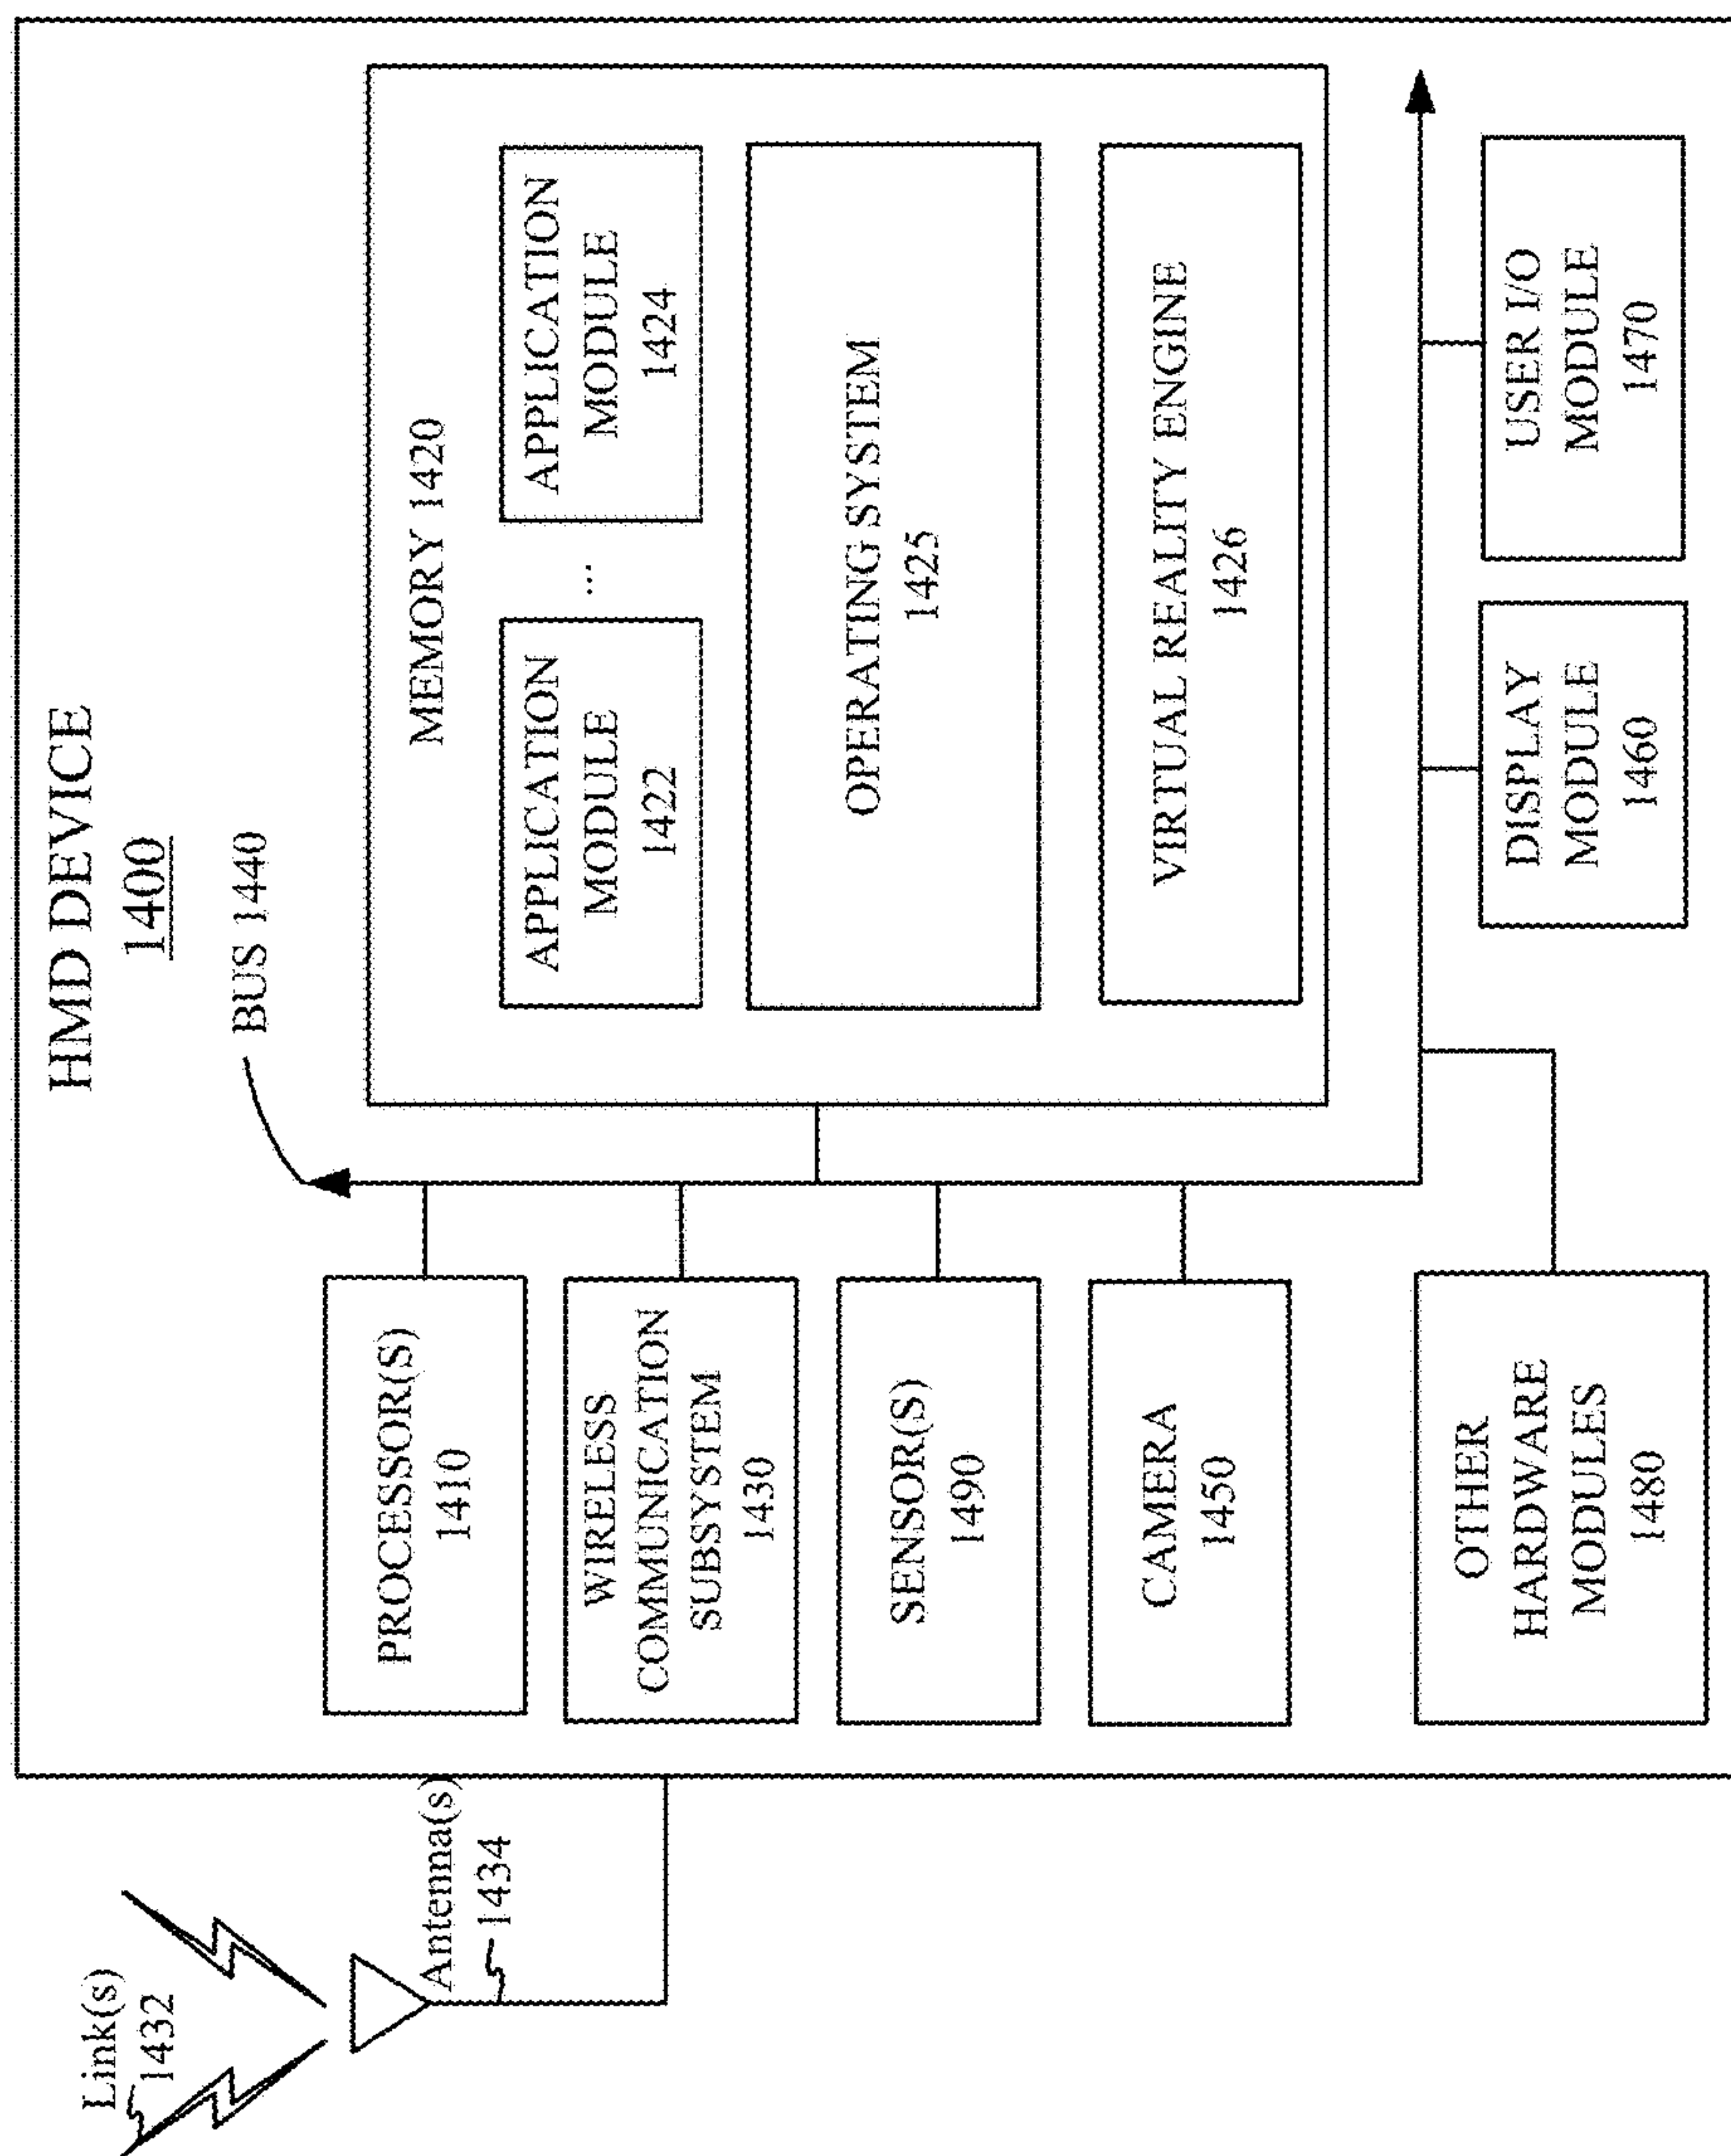 HMD DEVICE
1400
BUS 1440
Link(s)
1432
Antenna(s)
1434
PROCESSOR(S)
1410
WIRELESS
COMMUNICATION
SUBSYSTEM
1430
SENSOR(S)
1490
CAMERA
1450
OTHER
HARDWARE
MODULES
1480
MEMORY 1420
APPLICATION
MODULE
1422
...
APPLICATION
MODULE
1424
OPERATING SYSTEM
1425
VIRTUAL REALITY ENGINE
1426
DISPLAY
MODULE
1460
USER I/O
MODULE
1470